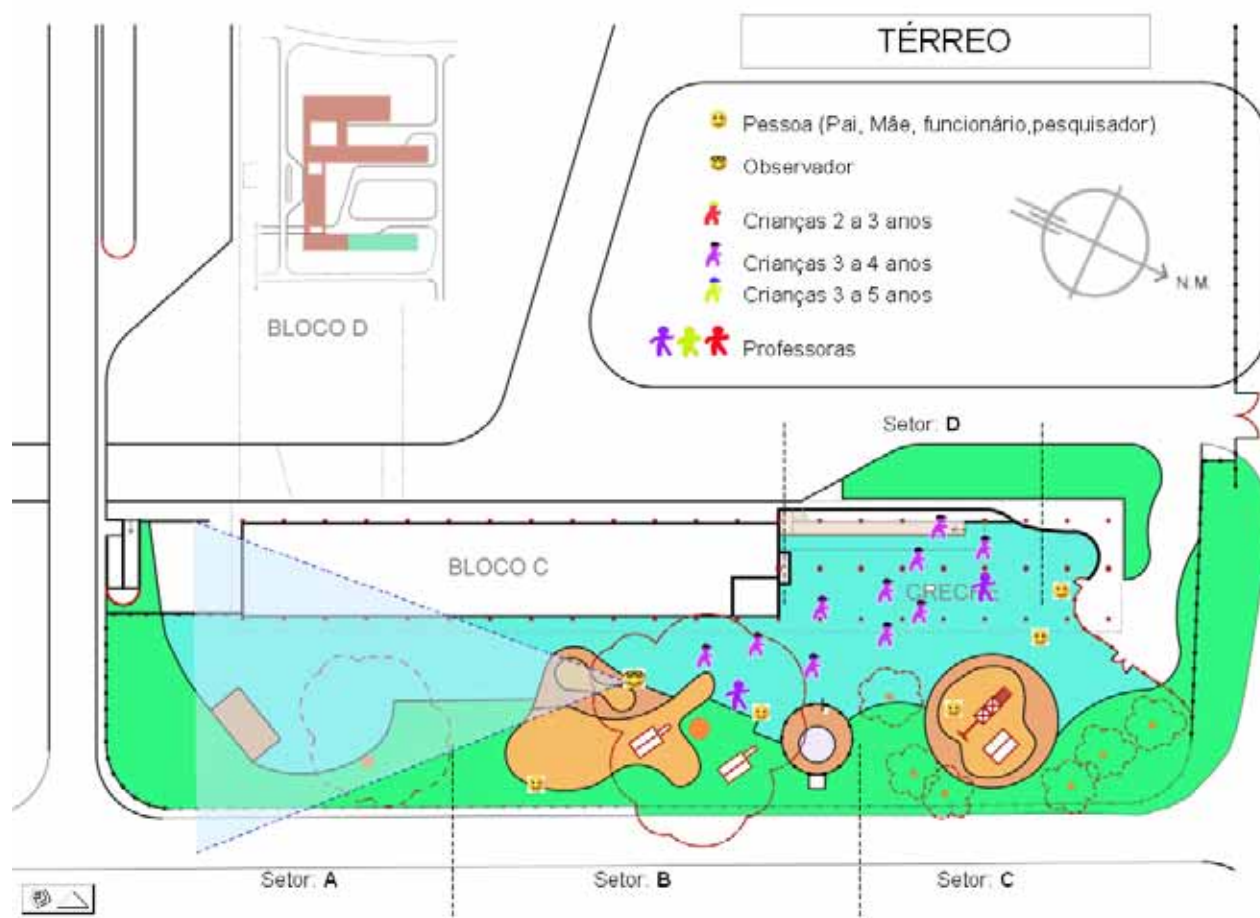 TÉRREO
Pessoa (Pai, Mãe, funcionário,pesquisador)
Observador
Crianças 2 a 3 anos
Crianças 3 a 4 anos
Crianças 3 a 5 anos
Professoras
N.M.
BLOCO D
Setor: D
BLOCO C
CRECHE
Setor: A
Setor: B
Setor: C